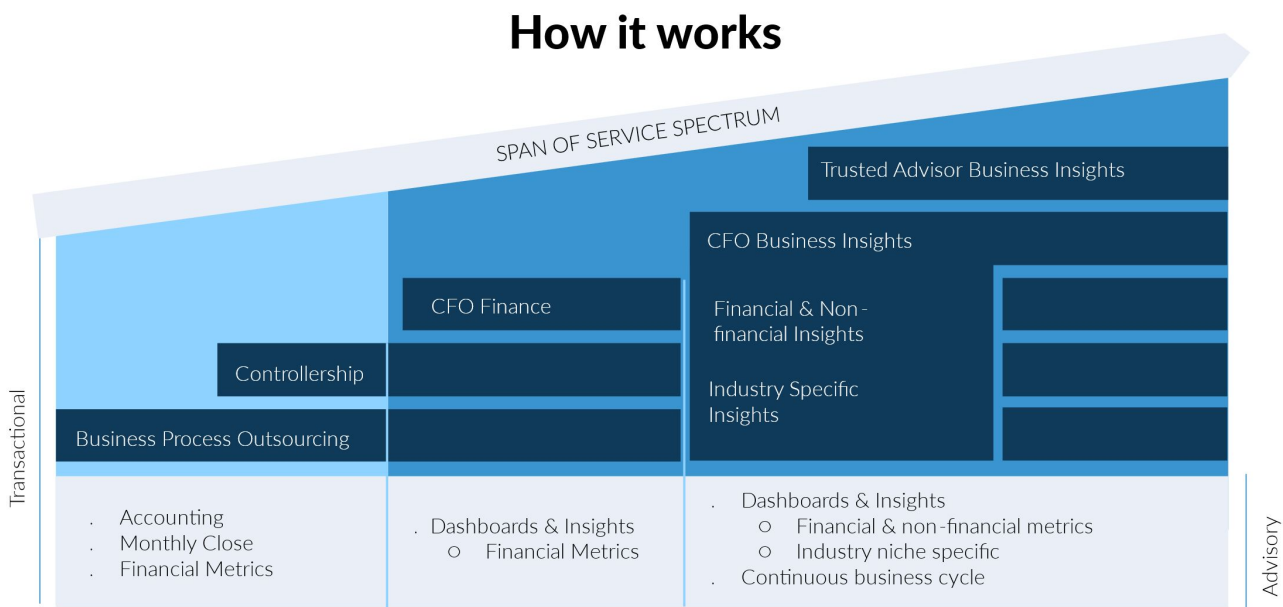 How it works
SPAN OF SERVICE SPECTRUM
Trusted Advisor Business Insights
CFO Business Insights
CFO Finance
Financial & Non-
financial Insights
Controllership
Industry Specific
Insights
Business Process Outsourcing
Transactional
. Accounting
. Monthly Close
. Financial Metrics
. Dashboards & Insights
○ Financial Metrics
. Dashboards & Insights
○ Financial & non-financial metrics
○ Industry niche specific
. Continuous business cycle
Advisory